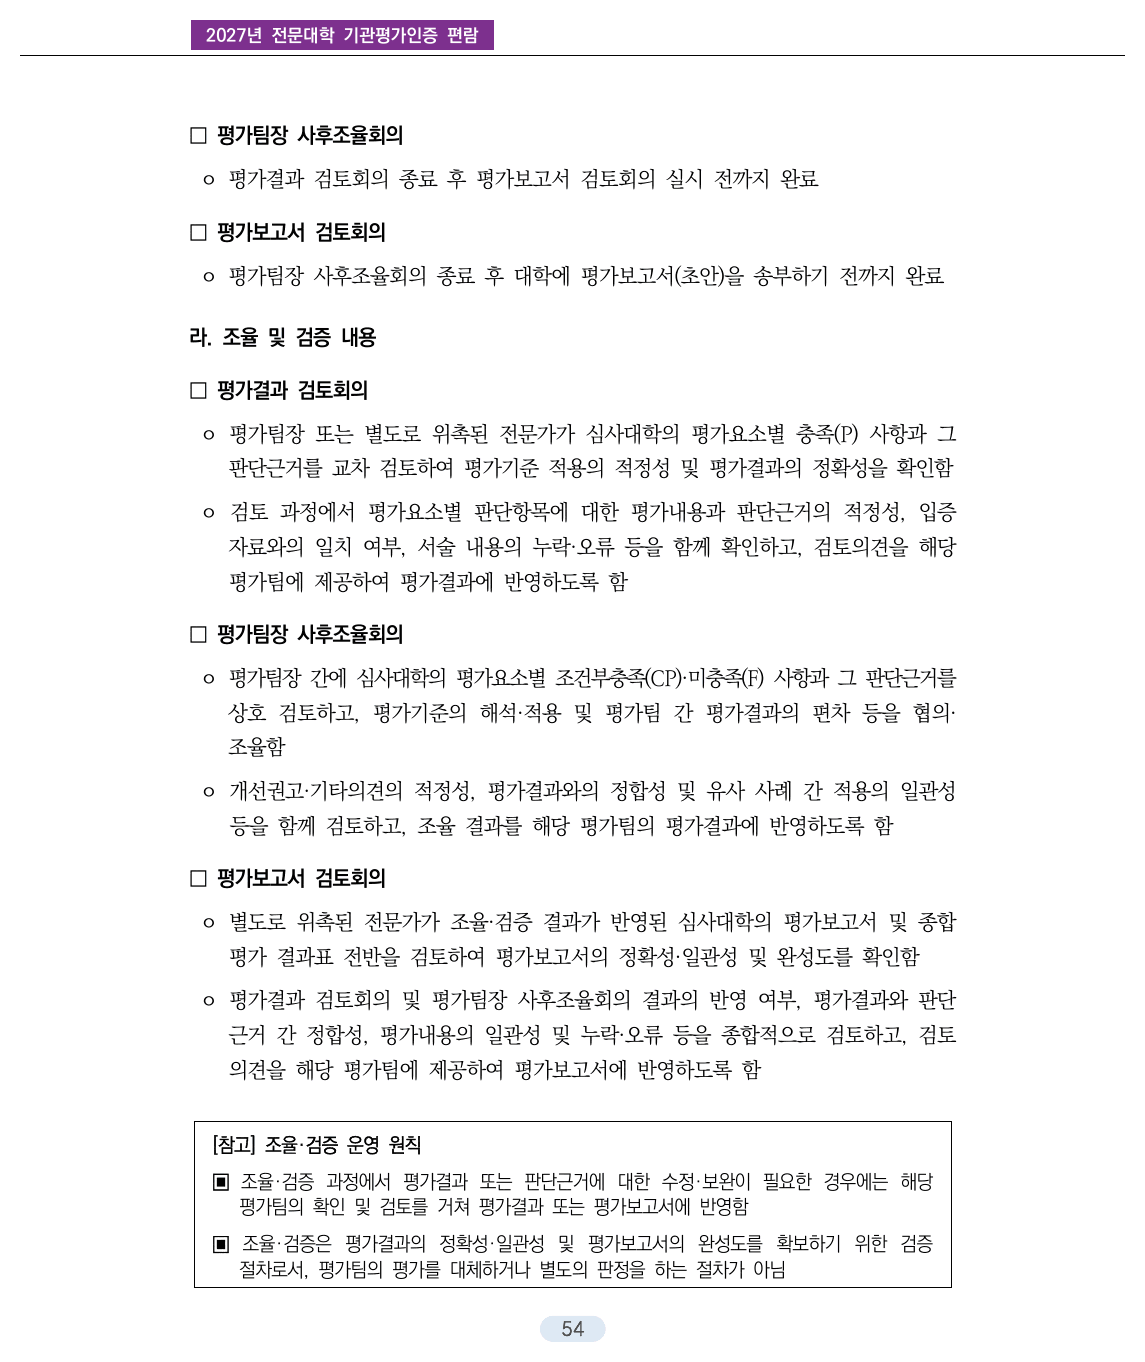 2027년 전문대학 기관평가인증 편람
□ 평가팀장 사후조율회의
ㅇ 평가결과 검토회의 종료 후 평가보고서 검토회의 실시 전까지 완료
□ 평가보고서 검토회의
ㅇ 평가팀장 사후조율회의 종료 후 대학에 평가보고서(초안)을 송부하기 전까지 완료
라. 조율 및 검증 내용
□ 평가결과 검토회의
ㅇ 평가팀장 또는 별도로 위촉된 전문가가 심사대학의 평가요소별 충족(P) 사항과 그
판단근거를 교차 검토하여 평가기준 적용의 적정성 및 평가결과의 정확성을 확인함
ㅇ 검토 과정에서 평가요소별 판단항목에 대한 평가내용과 판단근거의 적정성, 입증
자료와의 일치 여부, 서술 내용의 누락·오류 등을 함께 확인하고, 검토의견을 해당
평가팀에 제공하여 평가결과에 반영하도록 함
□ 평가팀장 사후조율회의
ㅇ 평가팀장 간에 심사대학의 평가요소별 조건부충족(CP)·미충족(F) 사항과 그 판단근거를
상호 검토하고, 평가기준의 해석·적용 및 평가팀 간 평가결과의 편차 등을 협의·
조율함
ㅇ 개선권고·기타의견의 적정성, 평가결과와의 정합성 및 유사 사례 간 적용의 일관성
등을 함께 검토하고, 조율 결과를 해당 평가팀의 평가결과에 반영하도록 함
□ 평가보고서 검토회의
ㅇ 별도로 위촉된 전문가가 조율·검증 결과가 반영된 심사대학의 평가보고서 및 종합
평가 결과표 전반을 검토하여 평가보고서의 정확성·일관성 및 완성도를 확인함
ㅇ 평가결과 검토회의 및 평가팀장 사후조율회의 결과의 반영 여부, 평가결과와 판단
근거 간 정합성, 평가내용의 일관성 및 누락·오류 등을 종합적으로 검토하고, 검토
의견을 해당 평가팀에 제공하여 평가보고서에 반영하도록 함
[참고] 조율·검증 운영 원칙
▣ 조율·검증 과정에서 평가결과 또는 판단근거에 대한 수정·보완이 필요한 경우에는 해당
평가팀의 확인 및 검토를 거쳐 평가결과 또는 평가보고서에 반영함
▣ 조율·검증은 평가결과의 정확성·일관성 및 평가보고서의 완성도를 확보하기 위한 검증
절차로서, 평가팀의 평가를 대체하거나 별도의 판정을 하는 절차가 아님
54